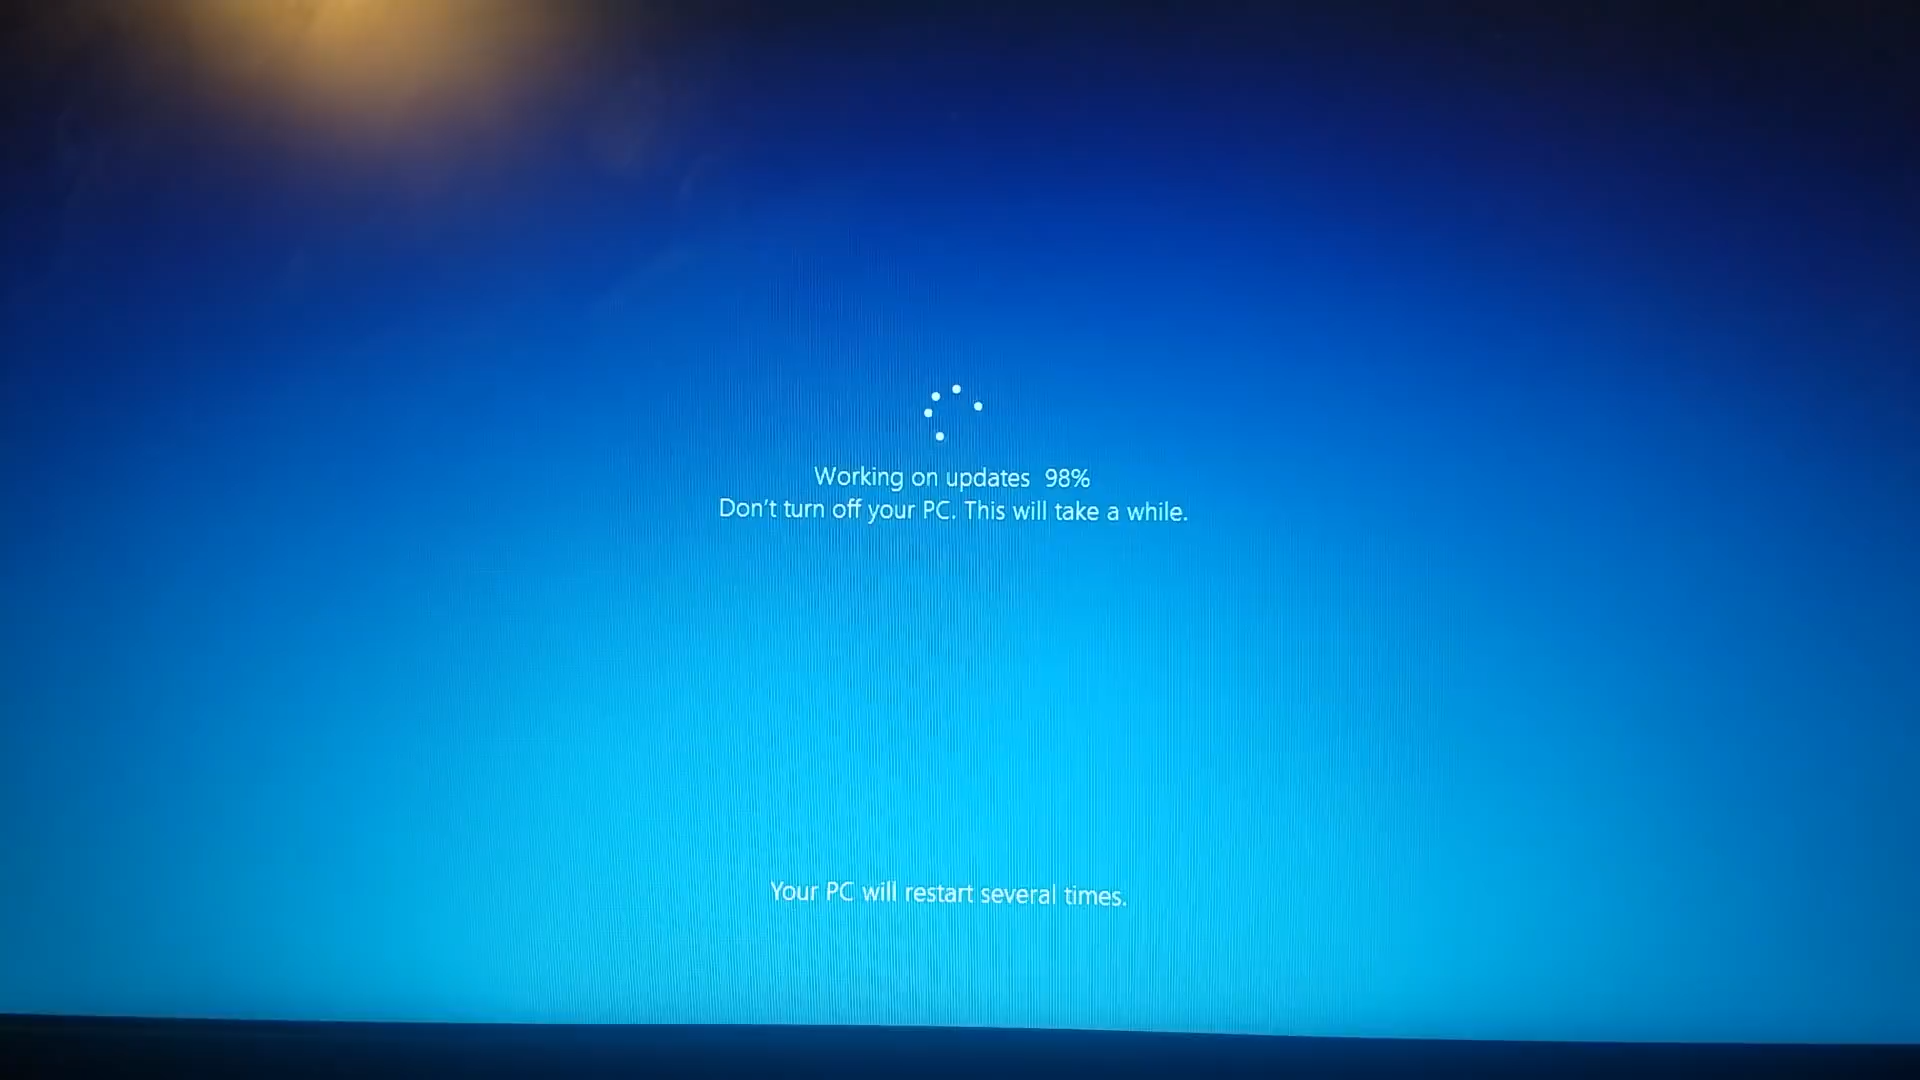 Working on updates 98%
Don't turn off your PC. This will take a while.
Your PC will restart several times.